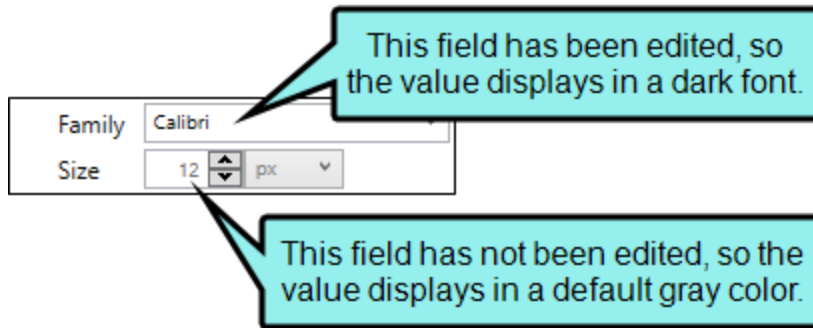 This field has been edited, so
the value displays in a dark font.
Family Calibri
Size 12 px
This field has not been edited, so the
value displays in a default gray color.